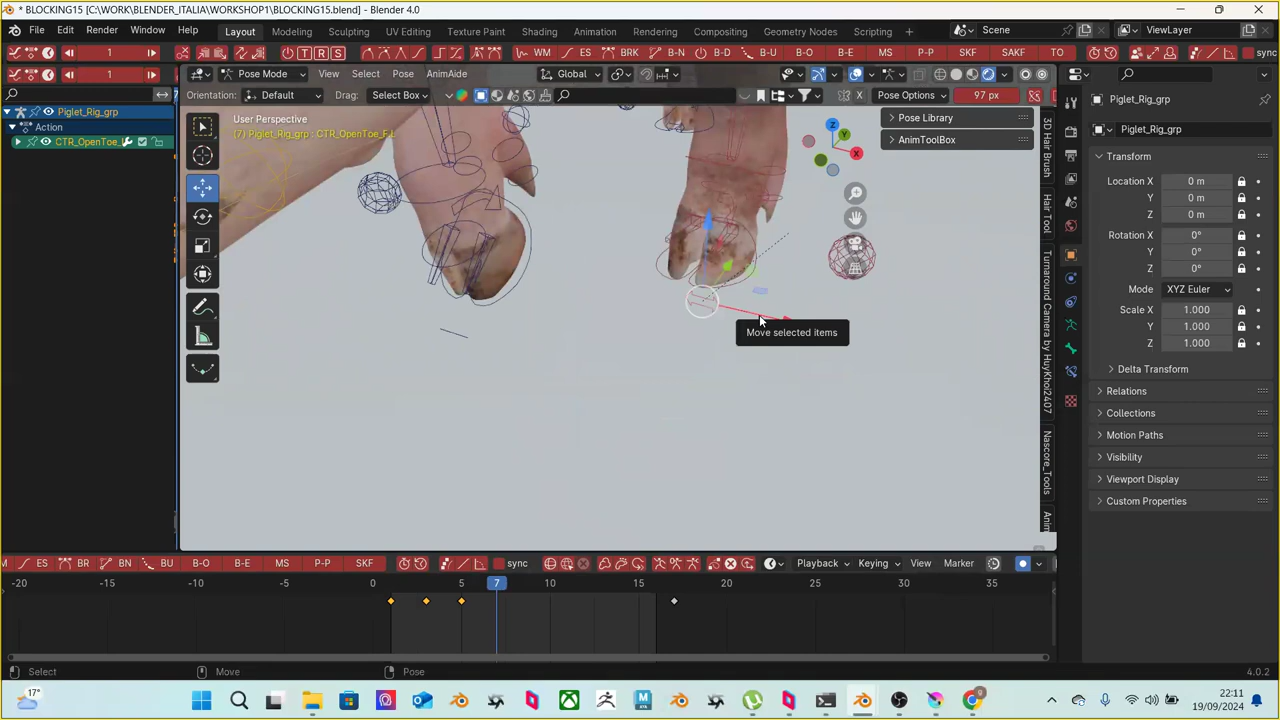 * BLOCKING15 [C:\WORK\BLENDER_ITALIA\WORKSHOP1\BLOCKING15.blend] - Blender 4.0
File Edit Render Window Help Layout Modeling Sculpting UV Editing Texture Paint Shading Animation Rendering Compositing Geometry Nodes Scripting + Scene ViewLayer
1 T R S WM ES BRK B-N B-D B-U B-O B-E MS P-P SKF SAKF TO sync
1 Pose Mode View Select Pose AnimAide Global
Orientation: Default Drag: Select Box X Pose Options 97 px
Piglet_Rig_grp
Action
CTR_OpenToe_
User Perspective
(7) Piglet_Rig_grp : CTR_OpenToe_F.L
Z
Y
X
Pose Library
AnimToolBox
Move selected items
3D Hair Brush
Hair Tool
Turnaround Camera by HuyKhoi2407
Nascore_Tools
Anim
Piglet_Rig_grp
Piglet_Rig_grp
Transform
Location X 0 m
Y 0 m
Z 0 m
Rotation X 0°
Y 0°
Z 0°
Mode XYZ Euler
Scale X 1.000
Y 1.000
Z 1.000
Delta Transform
Relations
Collections
Motion Paths
Visibility
Viewport Display
Custom Properties
M ES BR BN BU B-O B-E MS P-P SKF sync Playback Keying View Marker
-20 -15 -10 -5 0 5 7 15 20 25 30 35
Select Move Pose 4.0.2
17° 22:11
19/09/2024